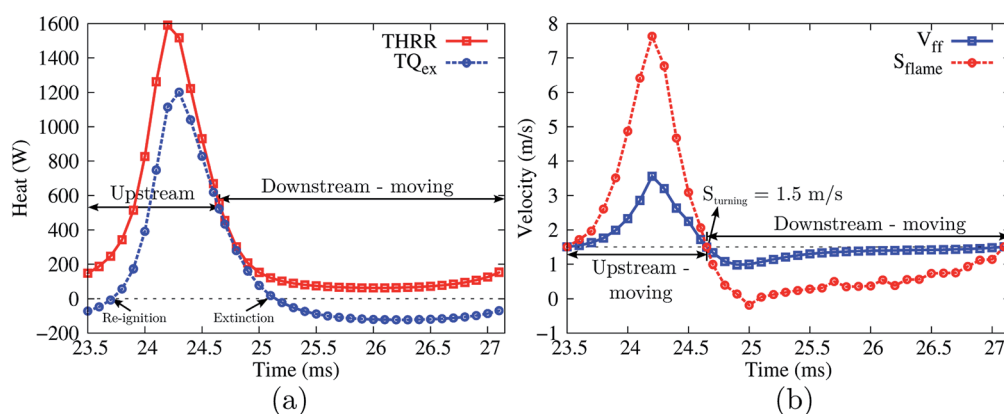 1600
1400
1200
1000
800
600
400
200
0
−200
Heat (W)
THRR
TQex
Upstream
Downstream - moving
Re-ignition
Extinction
23.5 24 24.5 25 25.5 26 26.5 27
Time (ms)
(a)
8
7
6
5
4
3
2
1
0
−1
Velocity (m/s)
Vff
Sflame
Sturning = 1.5 m/s
Downstream - moving
Upstream -
moving
23.5 24 24.5 25 25.5 26 26.5 27
Time (ms)
(b)